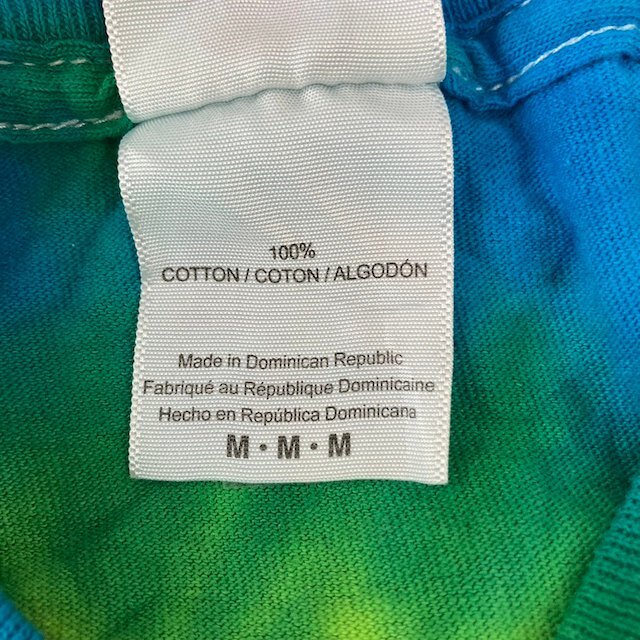 100%
COTTON / COTON / ALGODÓN
Made in Dominican Republic
Fabriqué au République Dominicaine
Hecho en República Dominicana
M • M • M